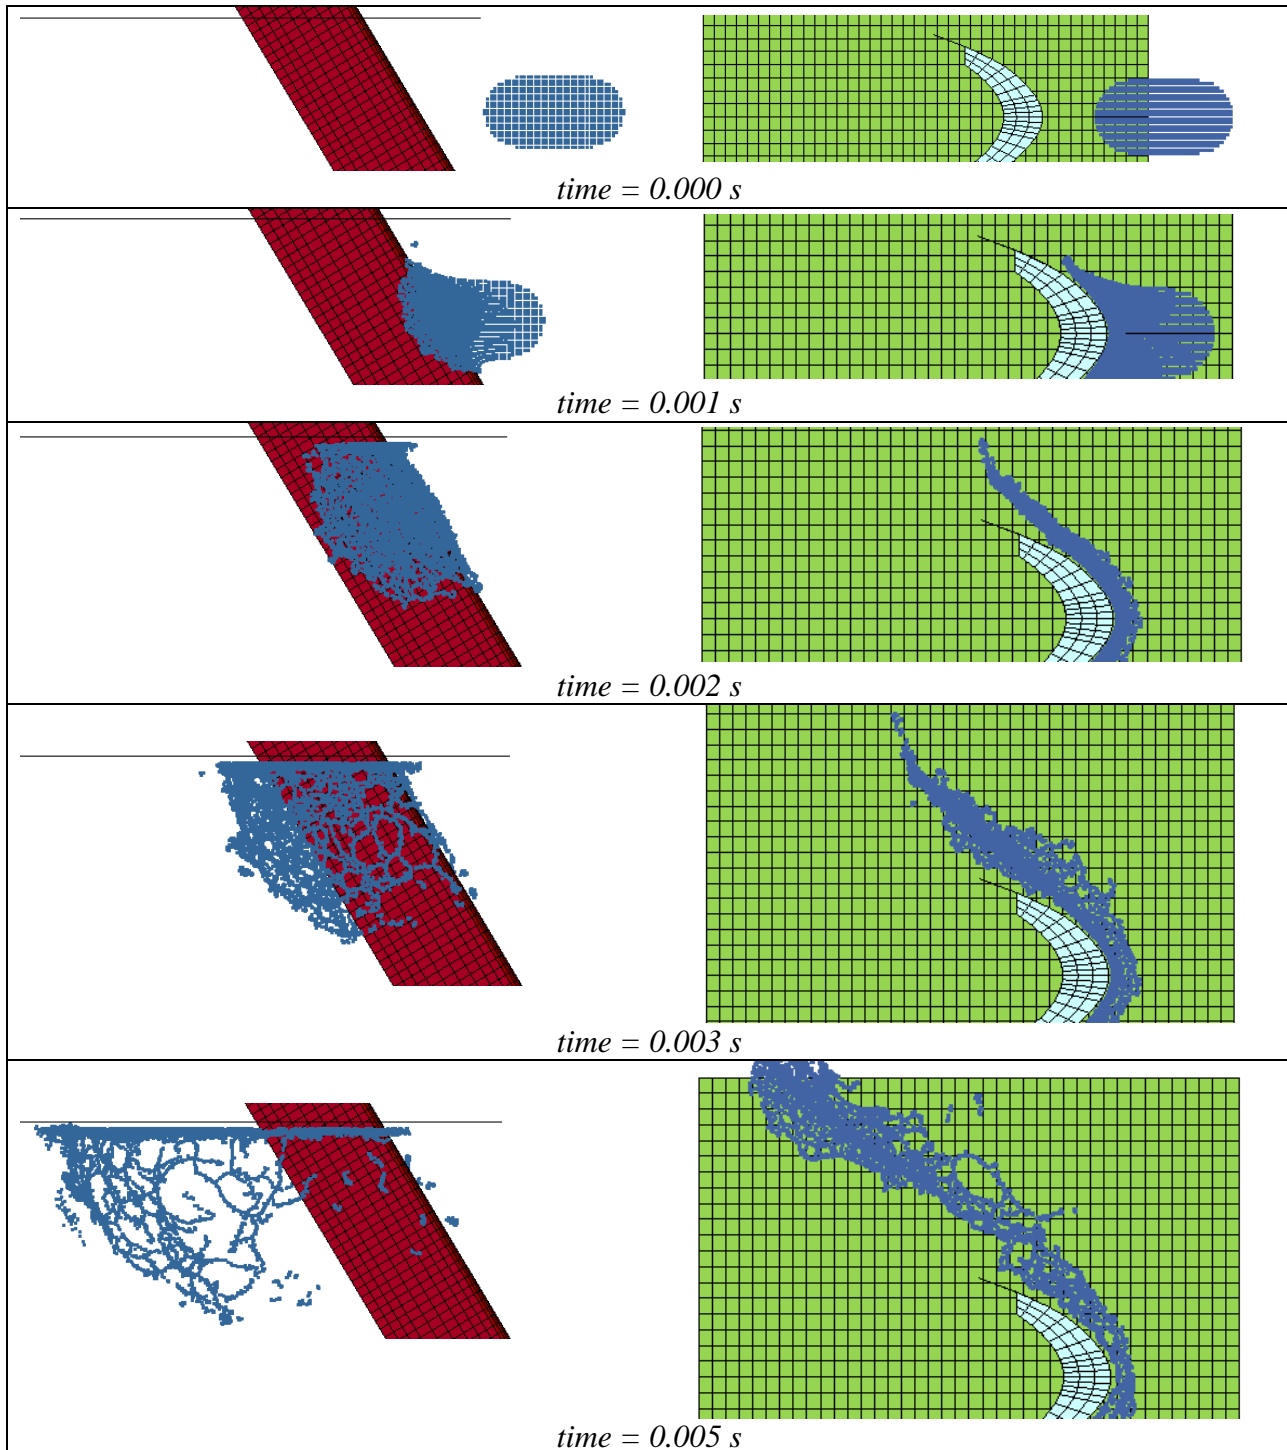 time = 0.000 s
time = 0.001 s
time = 0.002 s
time = 0.003 s
time = 0.005 s